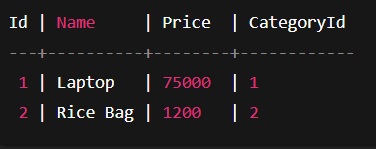 Id | Name     | Price  | CategoryId
---+----------+--------+------------
 1 | Laptop   | 75000  | 1
 2 | Rice Bag | 1200   | 2